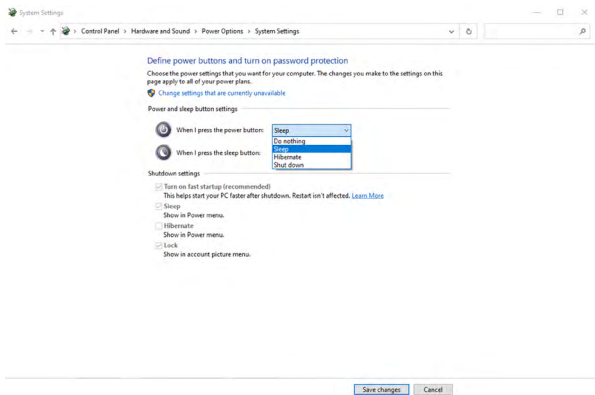 System Settings
Control Panel > Hardware and Sound > Power Options > System Settings
Define power buttons and turn on password protection
Choose the power settings that you want for your computer. The changes you make to the settings on this
page apply to all of your power plans.
Change settings that are currently unavailable
Power and sleep button settings
When I press the power button: Sleep
Do nothing
Sleep
When I press the sleep button:
Hibernate
Shut down
Shutdown settings
Turn on fast startup (recommended)
This helps start your PC faster after shutdown. Restart isn't affected. Learn More
Sleep
Show in Power menu.
Hibernate
Show in Power menu.
Lock
Show in account picture menu.
Save changes Cancel